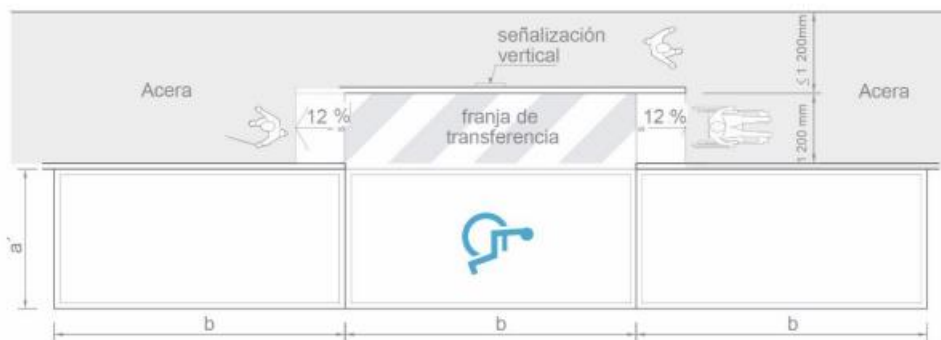 señalización
vertical
Acera
12 %
franja de
transferencia
12 %
≤ 1 200mm
1 200 mm
Acera
a´
b
b
b